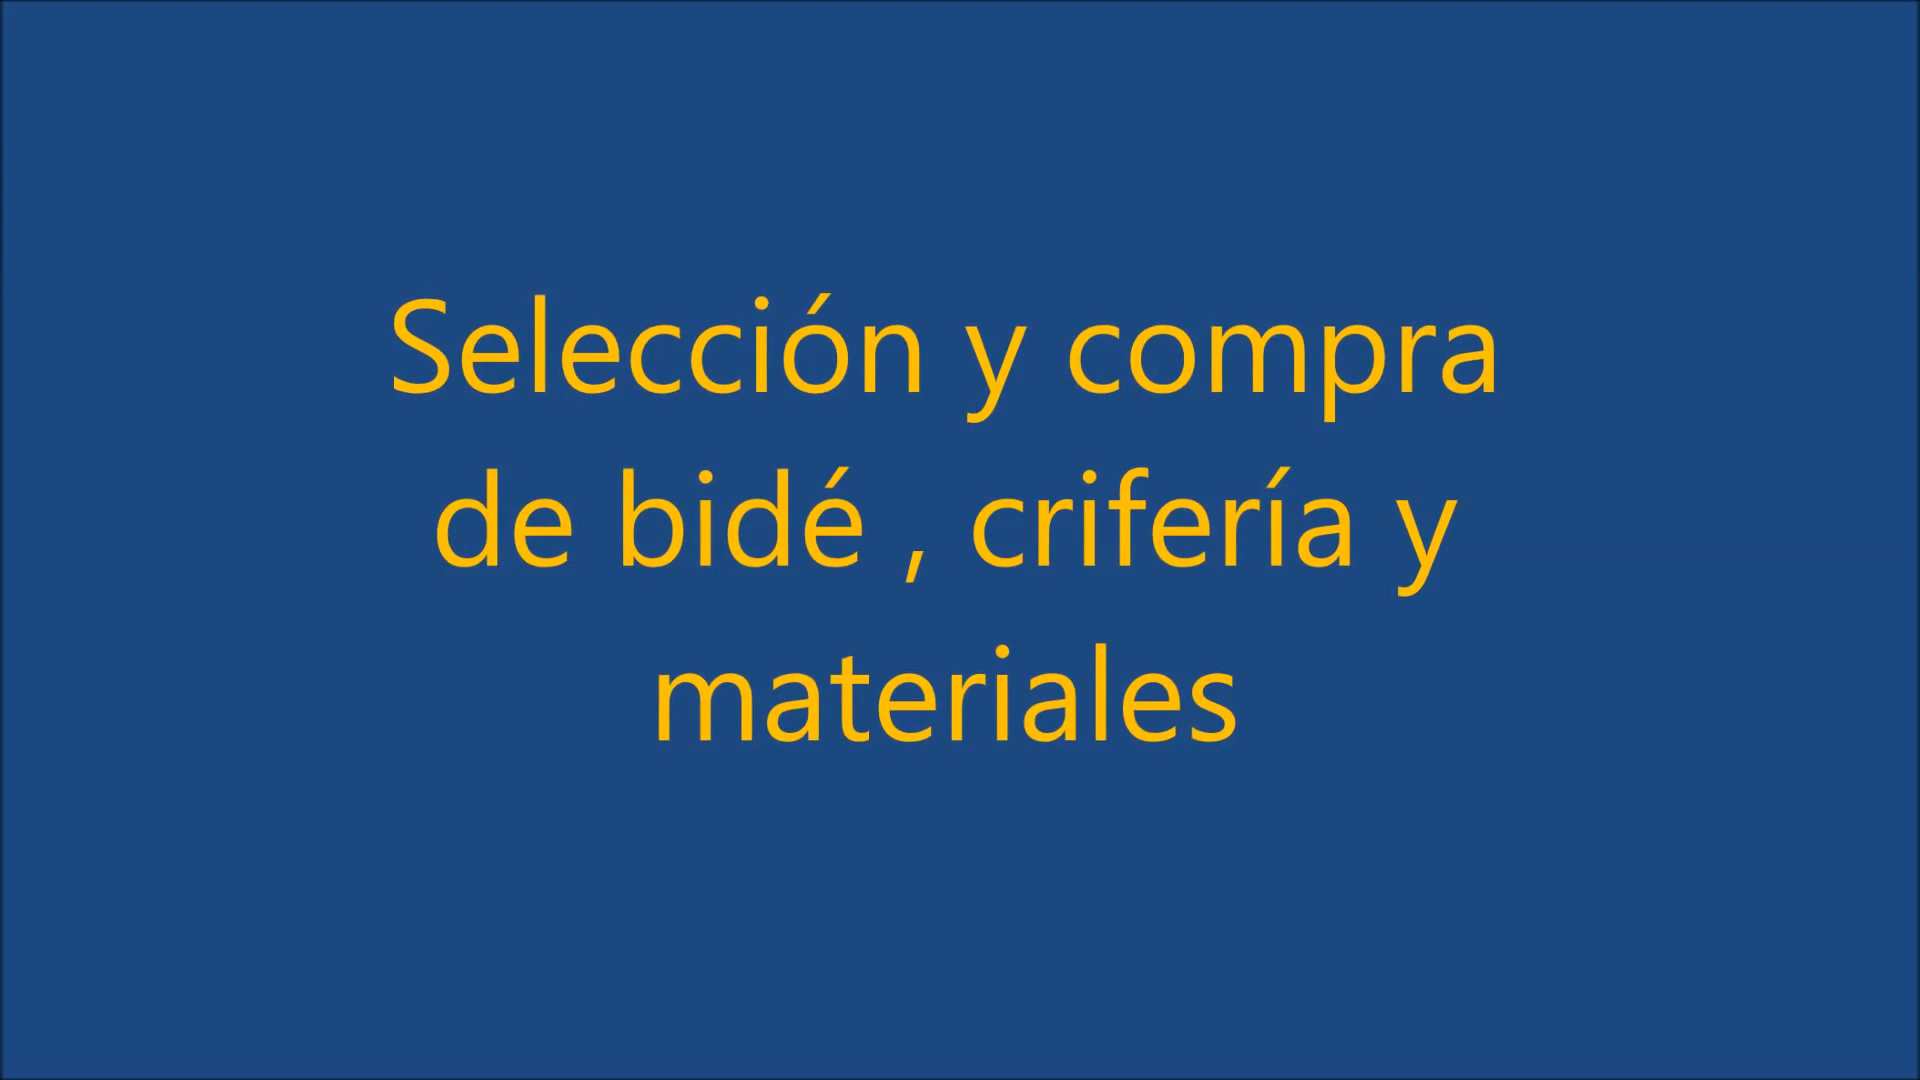 Selección y compra
de bidé , crifería y
materiales